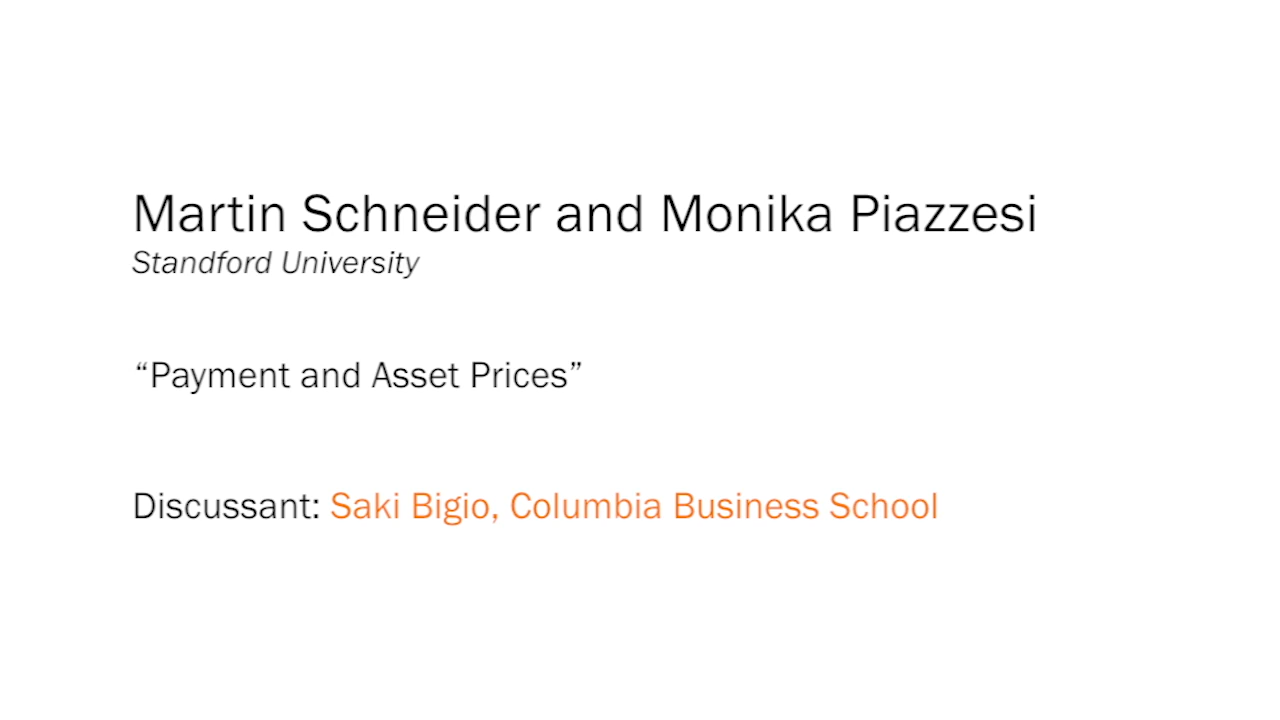 Martin Schneider and Monika Piazzesi
Standford University
“Payment and Asset Prices”
Discussant: Saki Bigio, Columbia Business School